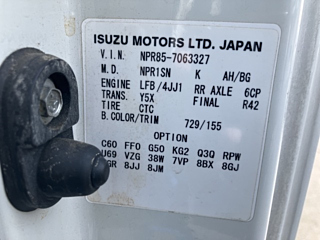 ISUZU MOTORS LTD. JAPAN
V.I.N. NPR85-7063327
M.D. NPR1SN K AH/BG
ENGINE LFB/4JJ1 RR AXLE 6CP
TRANS. Y5X FINAL R42
TIRE CTC
B.COLOR/TRIM 729/155
OPTION
C60 FFO G50 KG2 Q3Q RPW
U69 VZG 38W 7VP 8BX 8GJ
8JJ 8JM